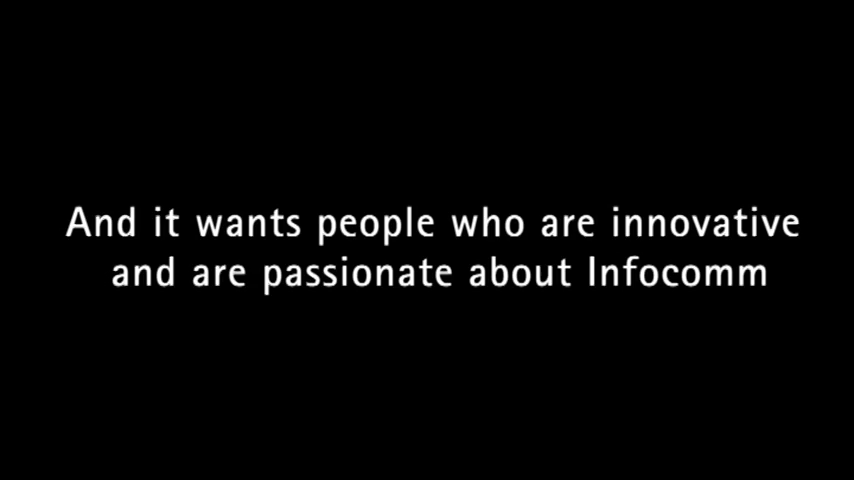 And it wants people who are innovative
and are passionate about Infocomm